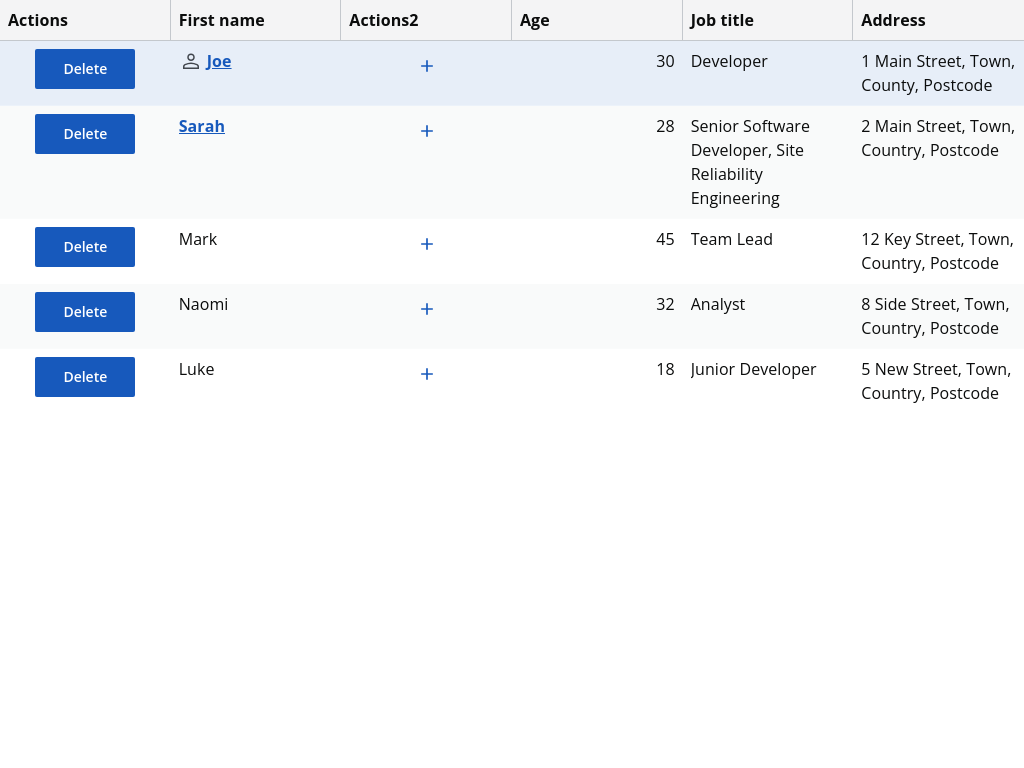 Actions First name Actions2 Age Job title Address
Delete Joe + 30 Developer 1 Main Street, Town,
County, Postcode
Delete Sarah + 28 Senior Software 2 Main Street, Town,
Developer, Site Country, Postcode
Reliability
Engineering
Delete Mark + 45 Team Lead 12 Key Street, Town,
Country, Postcode
Delete Naomi + 32 Analyst 8 Side Street, Town,
Country, Postcode
Delete Luke + 18 Junior Developer 5 New Street, Town,
Country, Postcode